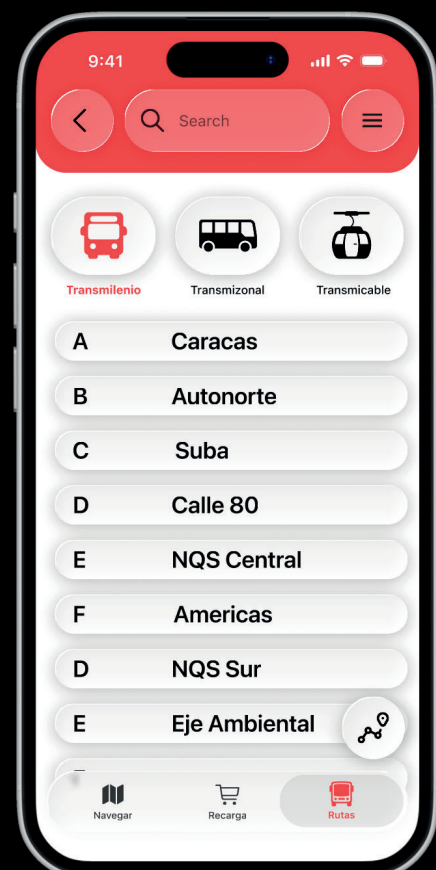 9:41
Search
Transmilenio Transmizonal Transmicable
A Caracas
B Autonorte
C Suba
D Calle 80
E NQS Central
F Americas
D NQS Sur
E Eje Ambiental
Navegar Recarga Rutas